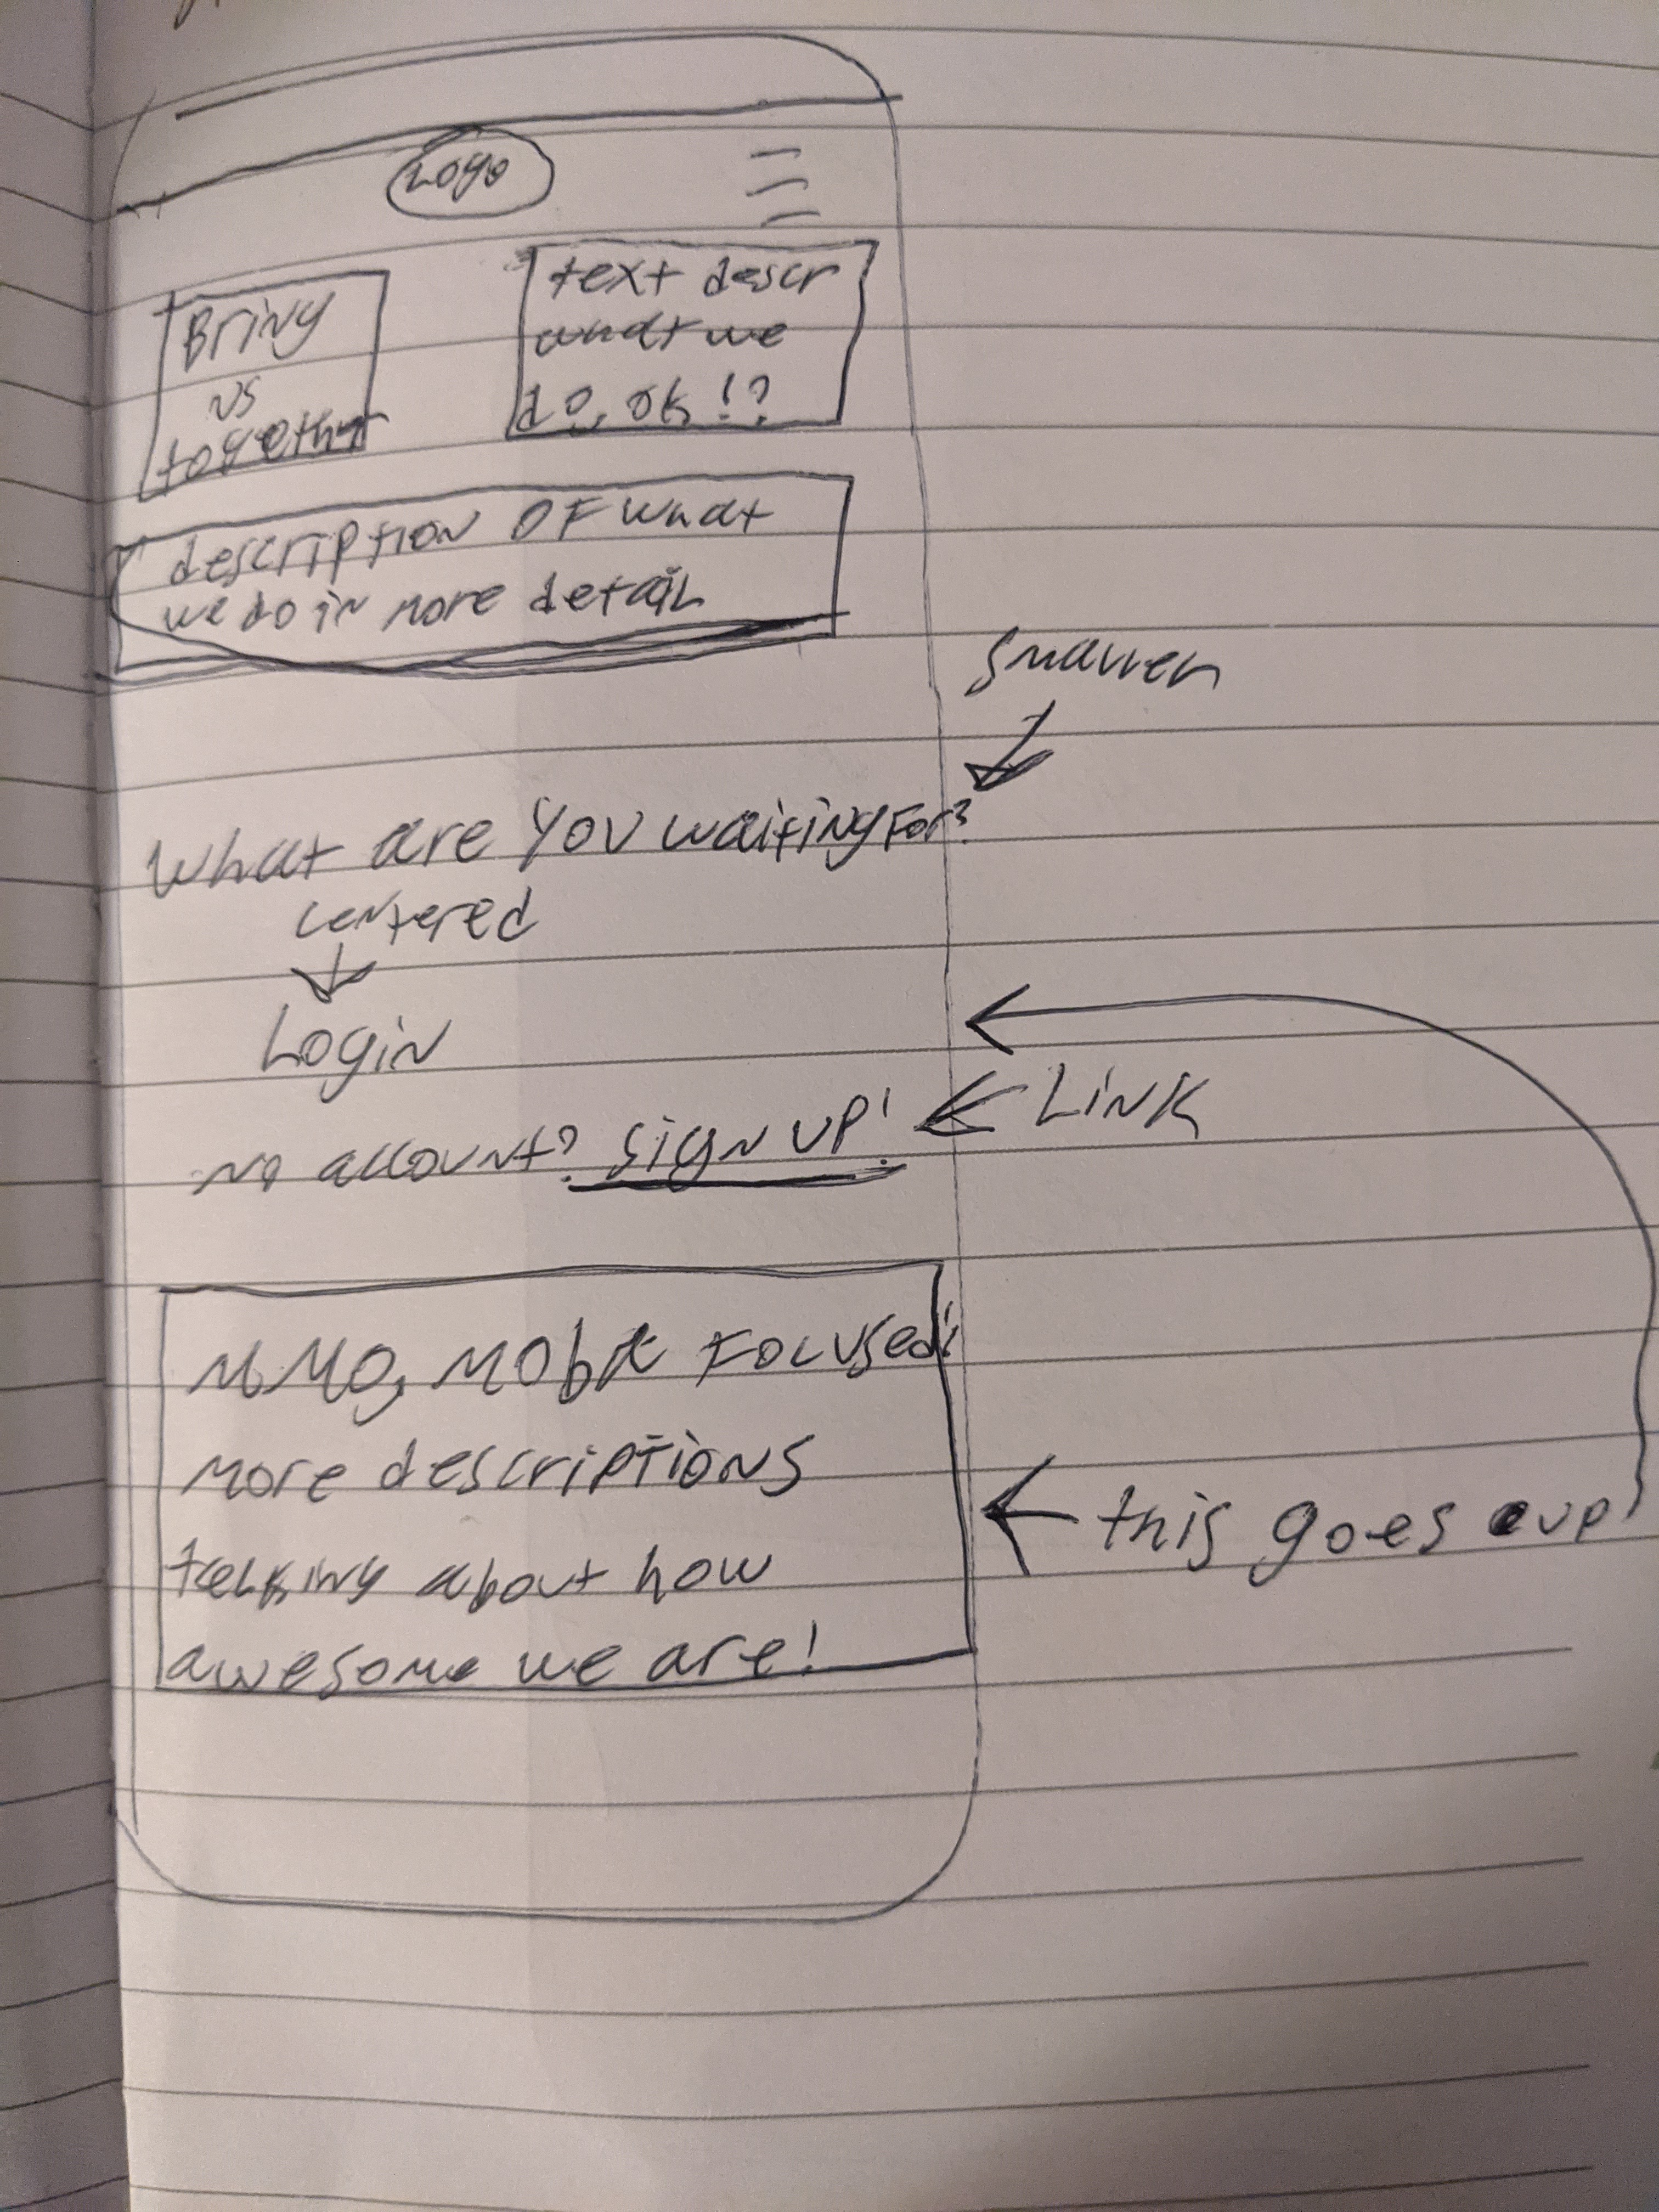 Logo
Bring
us
together
text descr
what we
do, ok!?
description OF what
we do in more detail
smaller
What are you waiting For?
centered
Login
no account? sign up!
Link
MMO, MOBA Focused!
more descriptions
talking about how
awesome we are!
this goes up